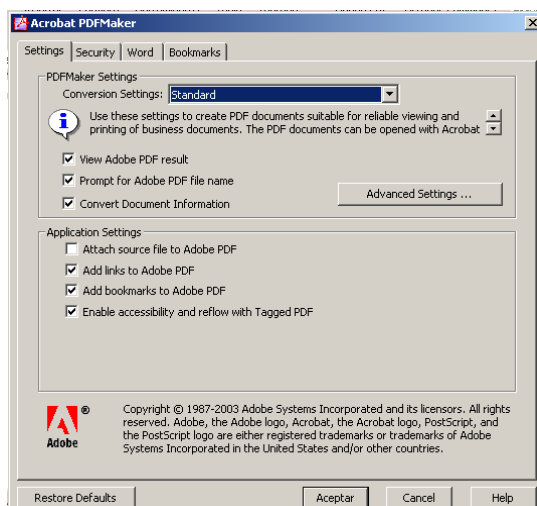 Acrobat PDFMaker
Settings Security Word Bookmarks
PDFMaker Settings
Conversion Settings: Standard
Use these settings to create PDF documents suitable for reliable viewing and
printing of business documents. The PDF documents can be opened with Acrobat
View Adobe PDF result
Prompt for Adobe PDF file name
Convert Document Information
Advanced Settings ...
Application Settings
Attach source file to Adobe PDF
Add links to Adobe PDF
Add bookmarks to Adobe PDF
Enable accessibility and reflow with Tagged PDF
Adobe
Copyright © 1987-2003 Adobe Systems Incorporated and its licensors. All rights
reserved. Adobe, the Adobe logo, Acrobat, the Acrobat logo, PostScript, and
the PostScript logo are either registered trademarks or trademarks of Adobe
Systems Incorporated in the United States and/or other countries.
Restore Defaults Aceptar Cancel Help